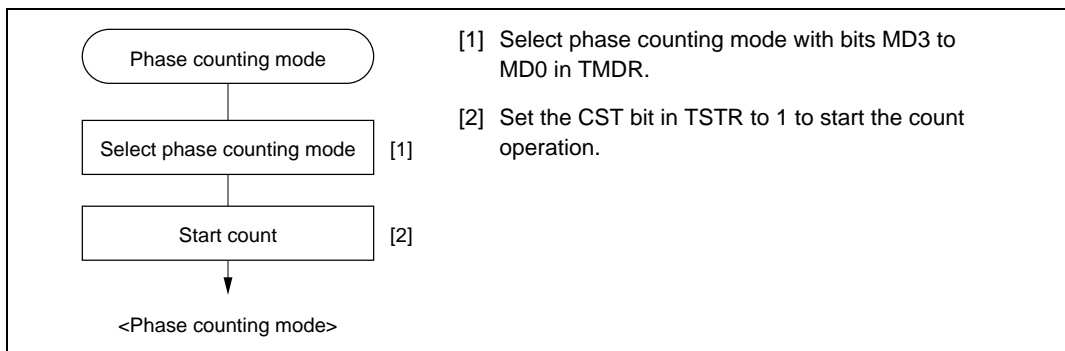 Phase counting mode
Select phase counting mode [1]
Start count [2]
<Phase counting mode>
[1] Select phase counting mode with bits MD3 to
MD0 in TMDR.
[2] Set the CST bit in TSTR to 1 to start the count
operation.